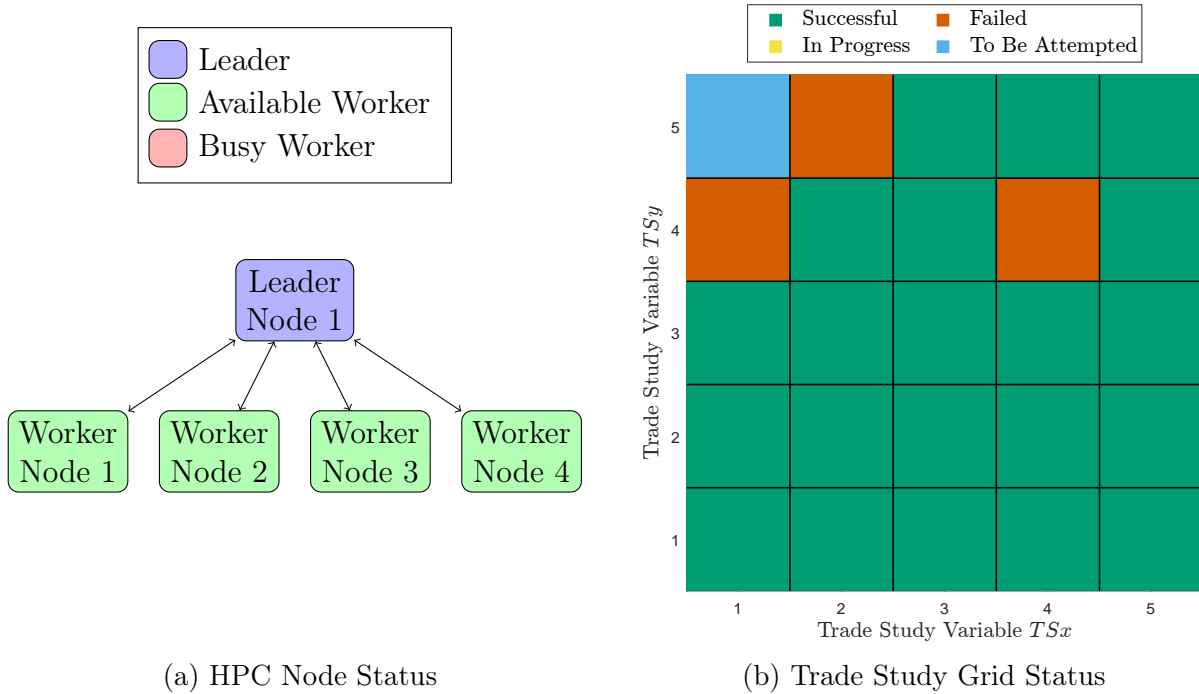 Leader
Available Worker
Busy Worker
Leader
Node 1
Worker
Node 1
Worker
Node 2
Worker
Node 3
Worker
Node 4
(a) HPC Node Status
Successful
Failed
In Progress
To Be Attempted
Trade Study Variable TSy
5
4
3
2
1
1 2 3 4 5
Trade Study Variable TSx
(b) Trade Study Grid Status